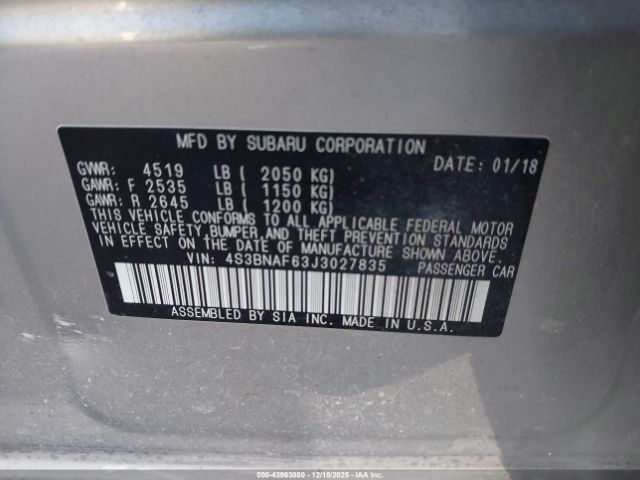 MFD BY SUBARU CORPORATION
GVWR: 4519 LB ( 2050 KG) DATE: 01/18
GAWR: F 2535 LB ( 1150 KG)
GAWR: R 2645 LB ( 1200 KG)
THIS VEHICLE CONFORMS TO ALL APPLICABLE FEDERAL MOTOR
VEHICLE SAFETY, BUMPER, AND THEFT PREVENTION STANDARDS
IN EFFECT ON THE DATE OF MANUFACTURE SHOWN ABOVE.
VIN: 4S3BNAF63J3027835 PASSENGER CAR
ASSEMBLED BY SIA INC. MADE IN U.S.A.
000-43963880 - 12/18/2025 - IAA Inc.